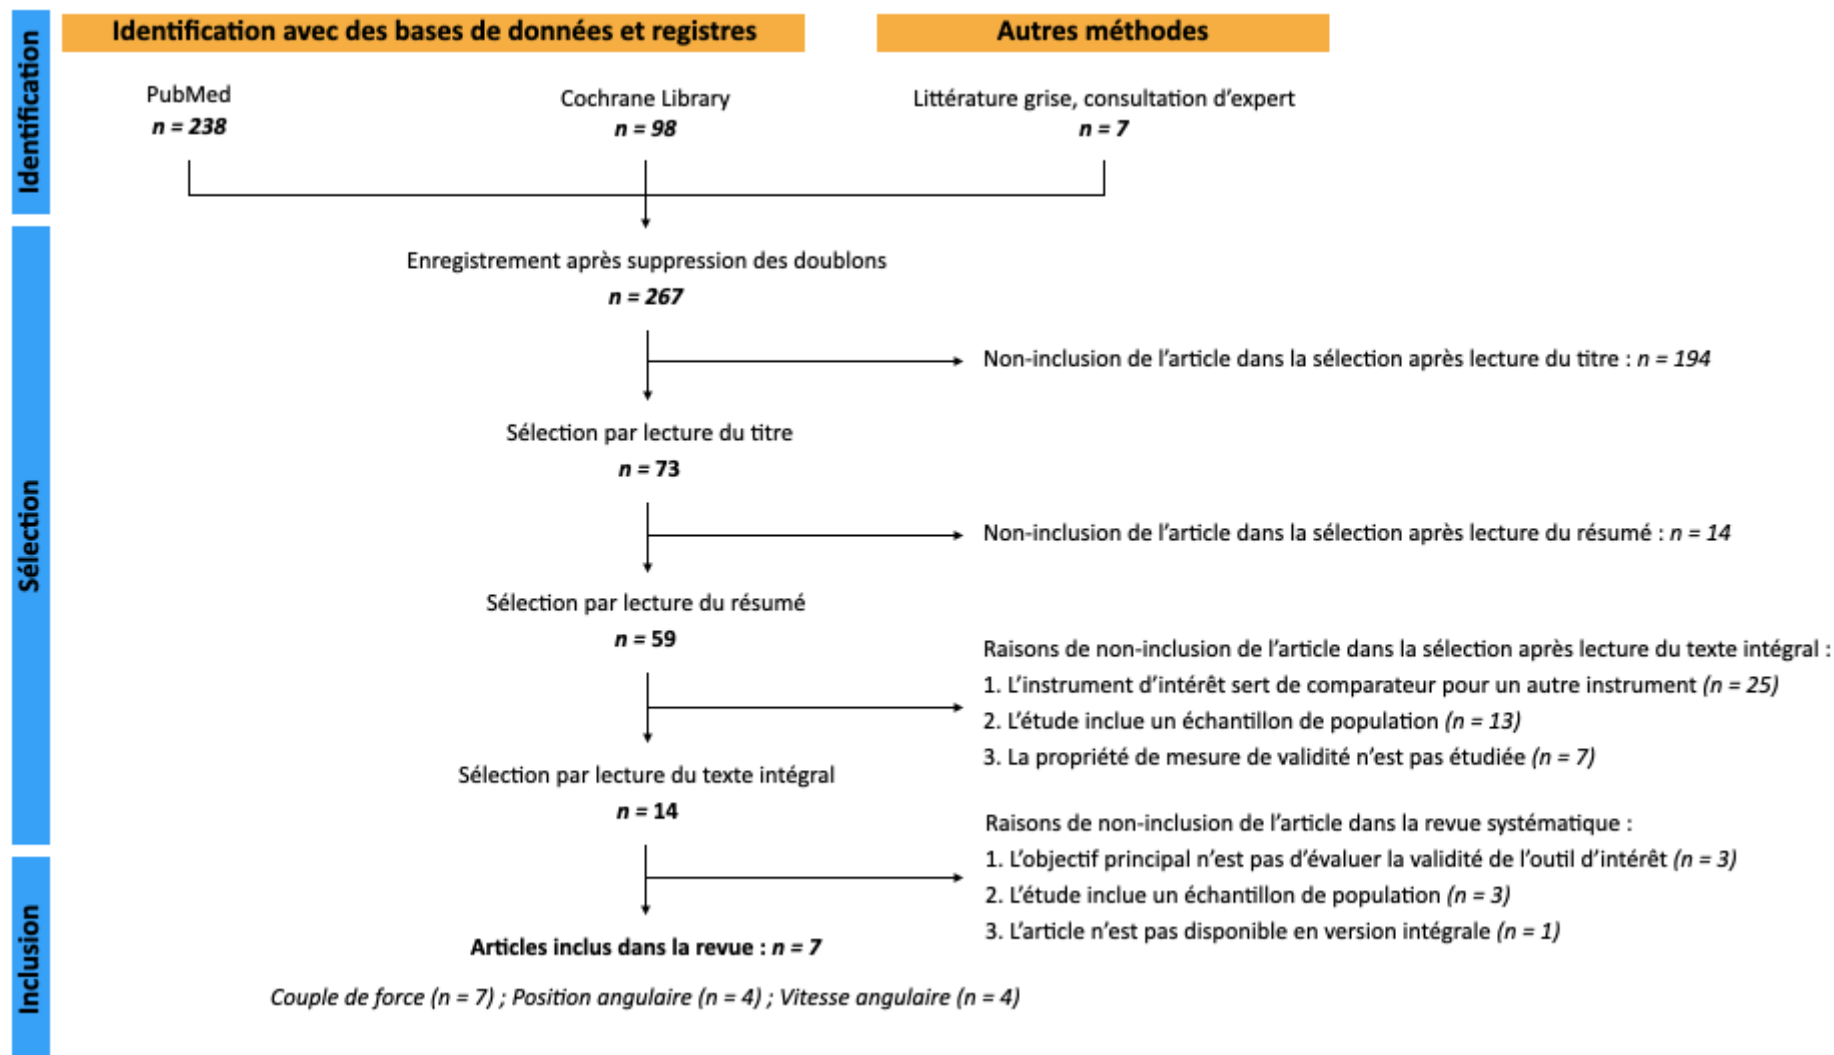 Identification
Identification avec des bases de données et registres
Autres méthodes
PubMed
n = 238
Cochrane Library
n = 98
Littérature grise, consultation d'expert
n = 7
Sélection
Enregistrement après suppression des doublons
n = 267
Non-inclusion de l'article dans la sélection après lecture du titre : n = 194
Sélection par lecture du titre
n = 73
Non-inclusion de l'article dans la sélection après lecture du résumé : n = 14
Sélection par lecture du résumé
n = 59
Raisons de non-inclusion de l'article dans la sélection après lecture du texte intégral :
1. L'instrument d'intérêt sert de comparateur pour un autre instrument (n = 25)
2. L'étude inclue un échantillon de population (n = 13)
3. La propriété de mesure de validité n'est pas étudiée (n = 7)
Sélection par lecture du texte intégral
n = 14
Raisons de non-inclusion de l'article dans la revue systématique :
1. L'objectif principal n'est pas d'évaluer la validité de l'outil d'intérêt (n = 3)
2. L'étude inclue un échantillon de population (n = 3)
3. L'article n'est pas disponible en version intégrale (n = 1)
Inclusion
Articles inclus dans la revue : n = 7
Couple de force (n = 7) ; Position angulaire (n = 4) ; Vitesse angulaire (n = 4)